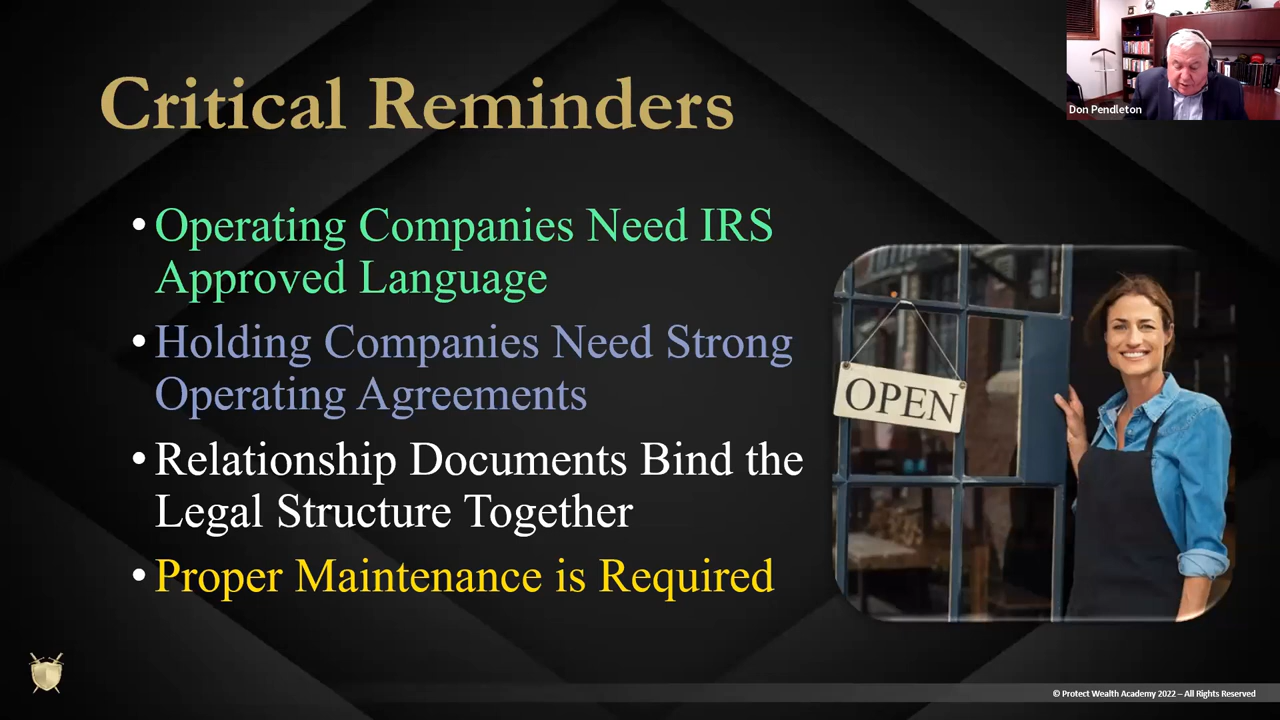 Critical Reminders
Don Pendleton
• Operating Companies Need IRS
Approved Language
• Holding Companies Need Strong
Operating Agreements
• Relationship Documents Bind the
Legal Structure Together
• Proper Maintenance is Required
OPEN
© Protect Wealth Academy 2022 – All Rights Reserved